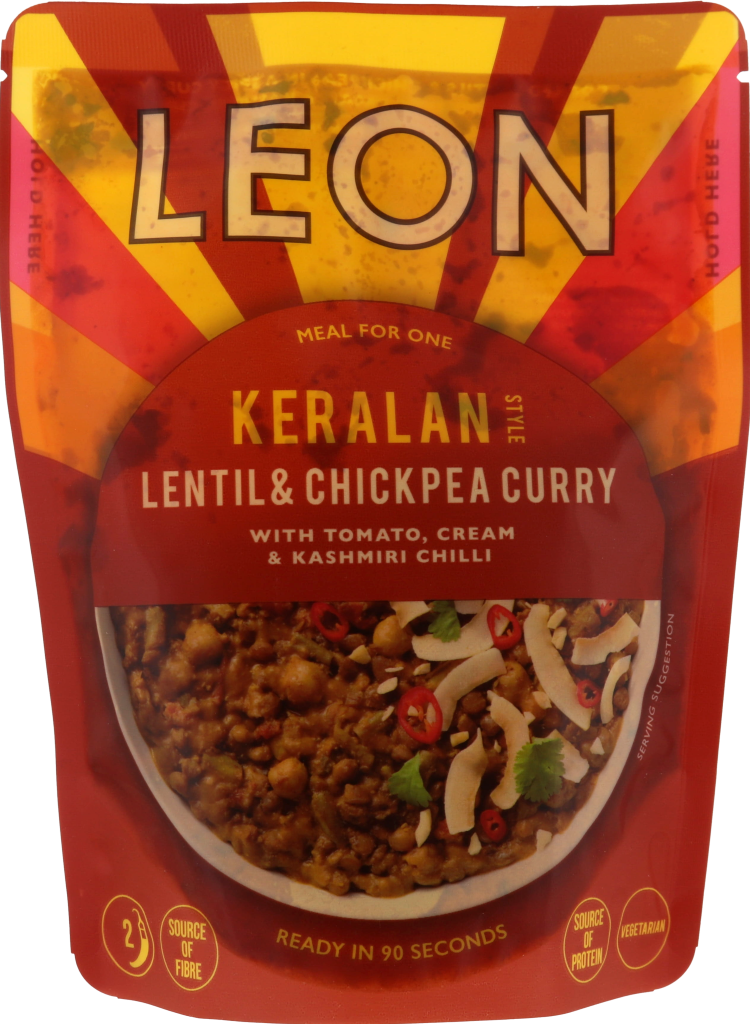 LEON
HOLD HERE
HOLD HERE
MEAL FOR ONE
KERALAN
STYLE
LENTIL & CHICKPEA CURRY
WITH TOMATO, CREAM
& KASHMIRI CHILLI
SERVING SUGGESTION
2
SOURCE
OF
FIBRE
READY IN 90 SECONDS
SOURCE
OF
PROTEIN
VEGETARIAN